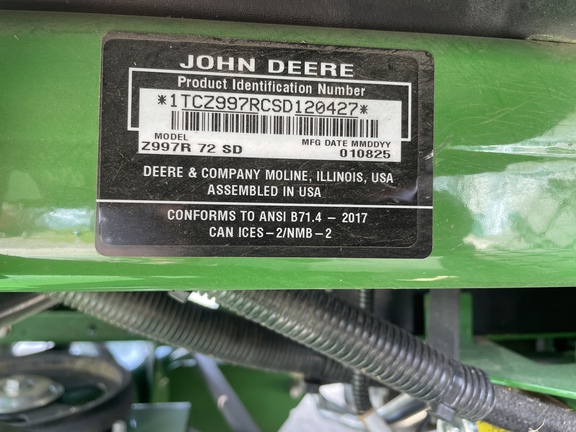 JOHN DEERE
Product Identification Number
*1TCZ997RCSD120427*
MODEL MFG DATE MMDDYY
Z997R 72 SD 010825
DEERE & COMPANY MOLINE, ILLINOIS, USA
ASSEMBLED IN USA
CONFORMS TO ANSI B71.4 – 2017
CAN ICES–2/NMB–2